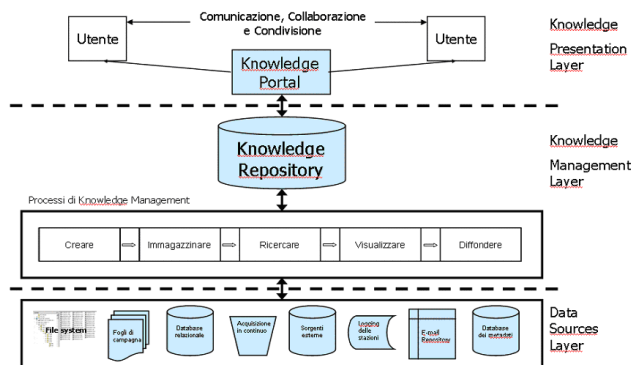 Comunicazione, Collaborazione
e Condivisione
Utente
Utente
Knowledge
Portal
Knowledge
Presentation
Layer
Knowledge
Repository
Knowledge
Management
Layer
Processi di Knowledge Management
Creare
Immagazzinare
Ricercare
Visualizzare
Diffondere
File system
Fogli di
campagna
Database
relazionale
Acquisizione
in continuo
Sorgenti
esterne
Logging
delle
stazioni
E-mail
Repository
Database
dei metadati
Data
Sources
Layer